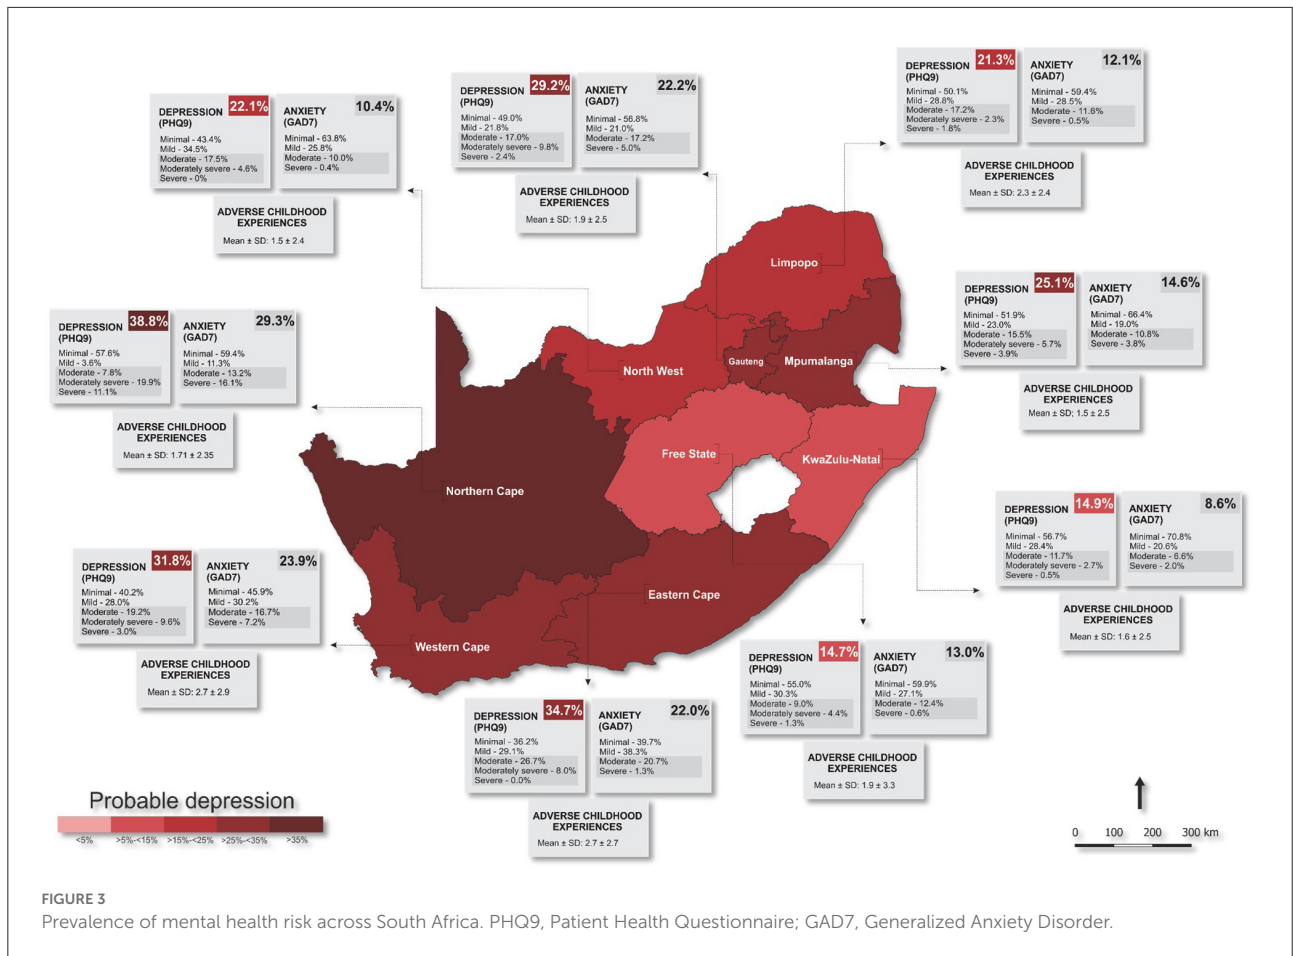 DEPRESSION
(PHQ9)
22.1%
Minimal - 43.4%
Mild - 34.5%
Moderate - 17.5%
Moderately severe - 4.6%
Severe - 0%
ANXIETY
(GAD7)
10.4%
Minimal - 63.8%
Mild - 25.8%
Moderate - 10.0%
Severe - 0.4%
ADVERSE CHILDHOOD
EXPERIENCES
Mean ± SD: 1.5 ± 2.4
DEPRESSION
(PHQ9)
29.2%
Minimal - 49.0%
Mild - 21.8%
Moderate - 17.0%
Moderately severe - 9.8%
Severe - 2.4%
ANXIETY
(GAD7)
22.2%
Minimal - 56.8%
Mild - 21.0%
Moderate - 17.2%
Severe - 5.0%
ADVERSE CHILDHOOD
EXPERIENCES
Mean ± SD: 1.9 ± 2.5
DEPRESSION
(PHQ9)
21.3%
Minimal - 50.1%
Mild - 28.8%
Moderate - 17.2%
Moderately severe - 2.3%
Severe - 1.8%
ANXIETY
(GAD7)
12.1%
Minimal - 59.4%
Mild - 28.5%
Moderate - 11.6%
Severe - 0.5%
ADVERSE CHILDHOOD
EXPERIENCES
Mean ± SD: 2.3 ± 2.4
DEPRESSION
(PHQ9)
38.8%
Minimal - 57.6%
Mild - 3.6%
Moderate - 7.8%
Moderately severe - 19.9%
Severe - 11.1%
ANXIETY
(GAD7)
29.3%
Minimal - 59.4%
Mild - 11.3%
Moderate - 13.2%
Severe - 16.1%
ADVERSE CHILDHOOD
EXPERIENCES
Mean ± SD: 1.71 ± 2.35
DEPRESSION
(PHQ9)
25.1%
Minimal - 51.9%
Mild - 23.0%
Moderate - 15.5%
Moderately severe - 5.7%
Severe - 3.9%
ANXIETY
(GAD7)
14.6%
Minimal - 66.4%
Mild - 19.0%
Moderate - 10.8%
Severe - 3.8%
ADVERSE CHILDHOOD
EXPERIENCES
Mean ± SD; 1.5 ± 2.5
Limpopo
Gauteng
Mpumalanga
North West
Free State
KwaZulu-Natal
Northern Cape
Eastern Cape
Western Cape
DEPRESSION
(PHQ9)
14.9%
Minimal - 56.7%
Mild - 28.4%
Moderate - 11.7%
Moderately severe - 2.7%
Severe - 0.5%
ANXIETY
(GAD7)
8.6%
Minimal - 70.8%
Mild - 20.6%
Moderate - 6.6%
Severe - 2.0%
ADVERSE CHILDHOOD
EXPERIENCES
Mean ± SD: 1.6 ± 2.5
DEPRESSION
(PHQ9)
31.8%
Minimal - 40.2%
Mild - 28.0%
Moderate - 19.2%
Moderately severe - 9.6%
Severe - 3.0%
ANXIETY
(GAD7)
23.9%
Minimal - 45.9%
Mild - 30.2%
Moderate - 16.7%
Severe - 7.2%
ADVERSE CHILDHOOD
EXPERIENCES
Mean ± SD: 2.7 ± 2.9
DEPRESSION
(PHQ9)
14.7%
Minimal - 55.0%
Mild - 30.3%
Moderate - 9.0%
Moderately severe - 4.4%
Severe - 1.3%
ANXIETY
(GAD7)
13.0%
Minimal - 59.9%
Mild - 27.1%
Moderate - 12.4%
Severe - 0.6%
ADVERSE CHILDHOOD
EXPERIENCES
Mean ± SD: 1.9 ± 3.3
DEPRESSION
(PHQ9)
34.7%
Minimal - 36.2%
Mild - 29.1%
Moderate - 26.7%
Moderately severe - 8.0%
Severe - 0.0%
ANXIETY
(GAD7)
22.0%
Minimal - 39.7%
Mild - 38.3%
Moderate - 20.7%
Severe - 1.3%
ADVERSE CHILDHOOD
EXPERIENCES
Mean ± SD: 2.7 ± 2.7
Probable depression
<5% >5%-<15% >15%-<25% >25%-<35% >35%
0 100 200 300 km
FIGURE 3
Prevalence of mental health risk across South Africa. PHQ9, Patient Health Questionnaire; GAD7, Generalized Anxiety Disorder.